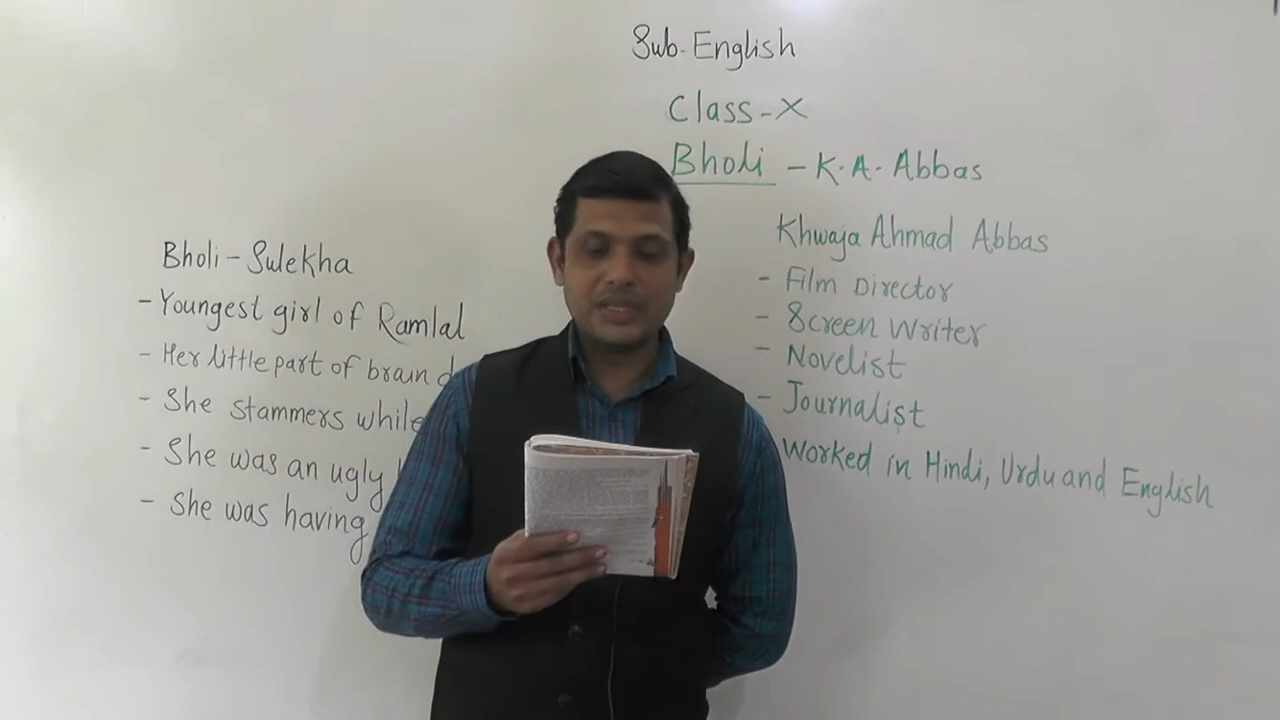 Sub-English
Class-X
Bholi - K.A. Abbas
Khwaja Ahmad Abbas
- Film Director
- Screen Writer
- Novelist
- Journalist
Worked in Hindi, Urdu and English
Bholi - Sulekha
- Youngest girl of Ramlal
- Her little part of brain
- She stammers while
- She was an ugly
- She was having